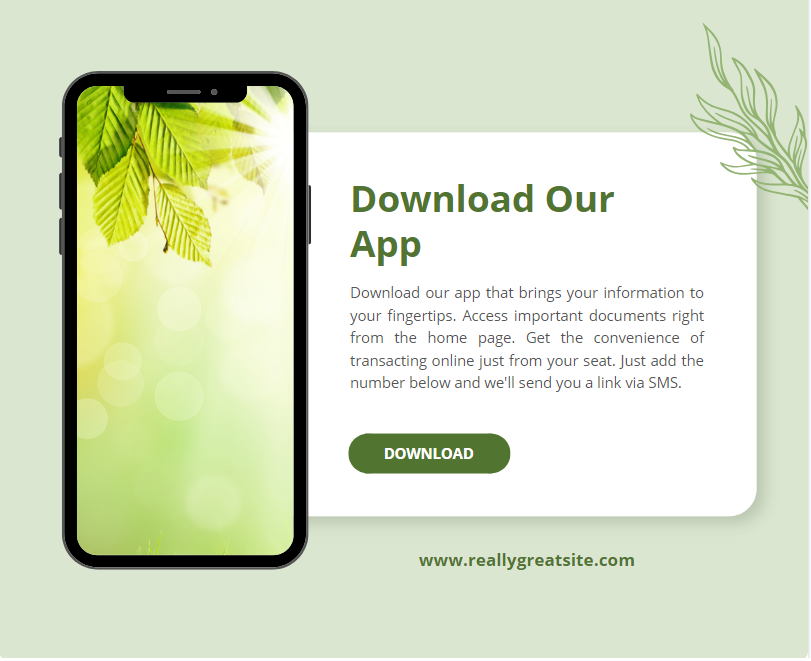 Download Our
App
Download our app that brings your information to
your fingertips. Access important documents right
from the home page. Get the convenience of
transacting online just from your seat. Just add the
number below and we'll send you a link via SMS.
DOWNLOAD
www.reallygreatsite.com